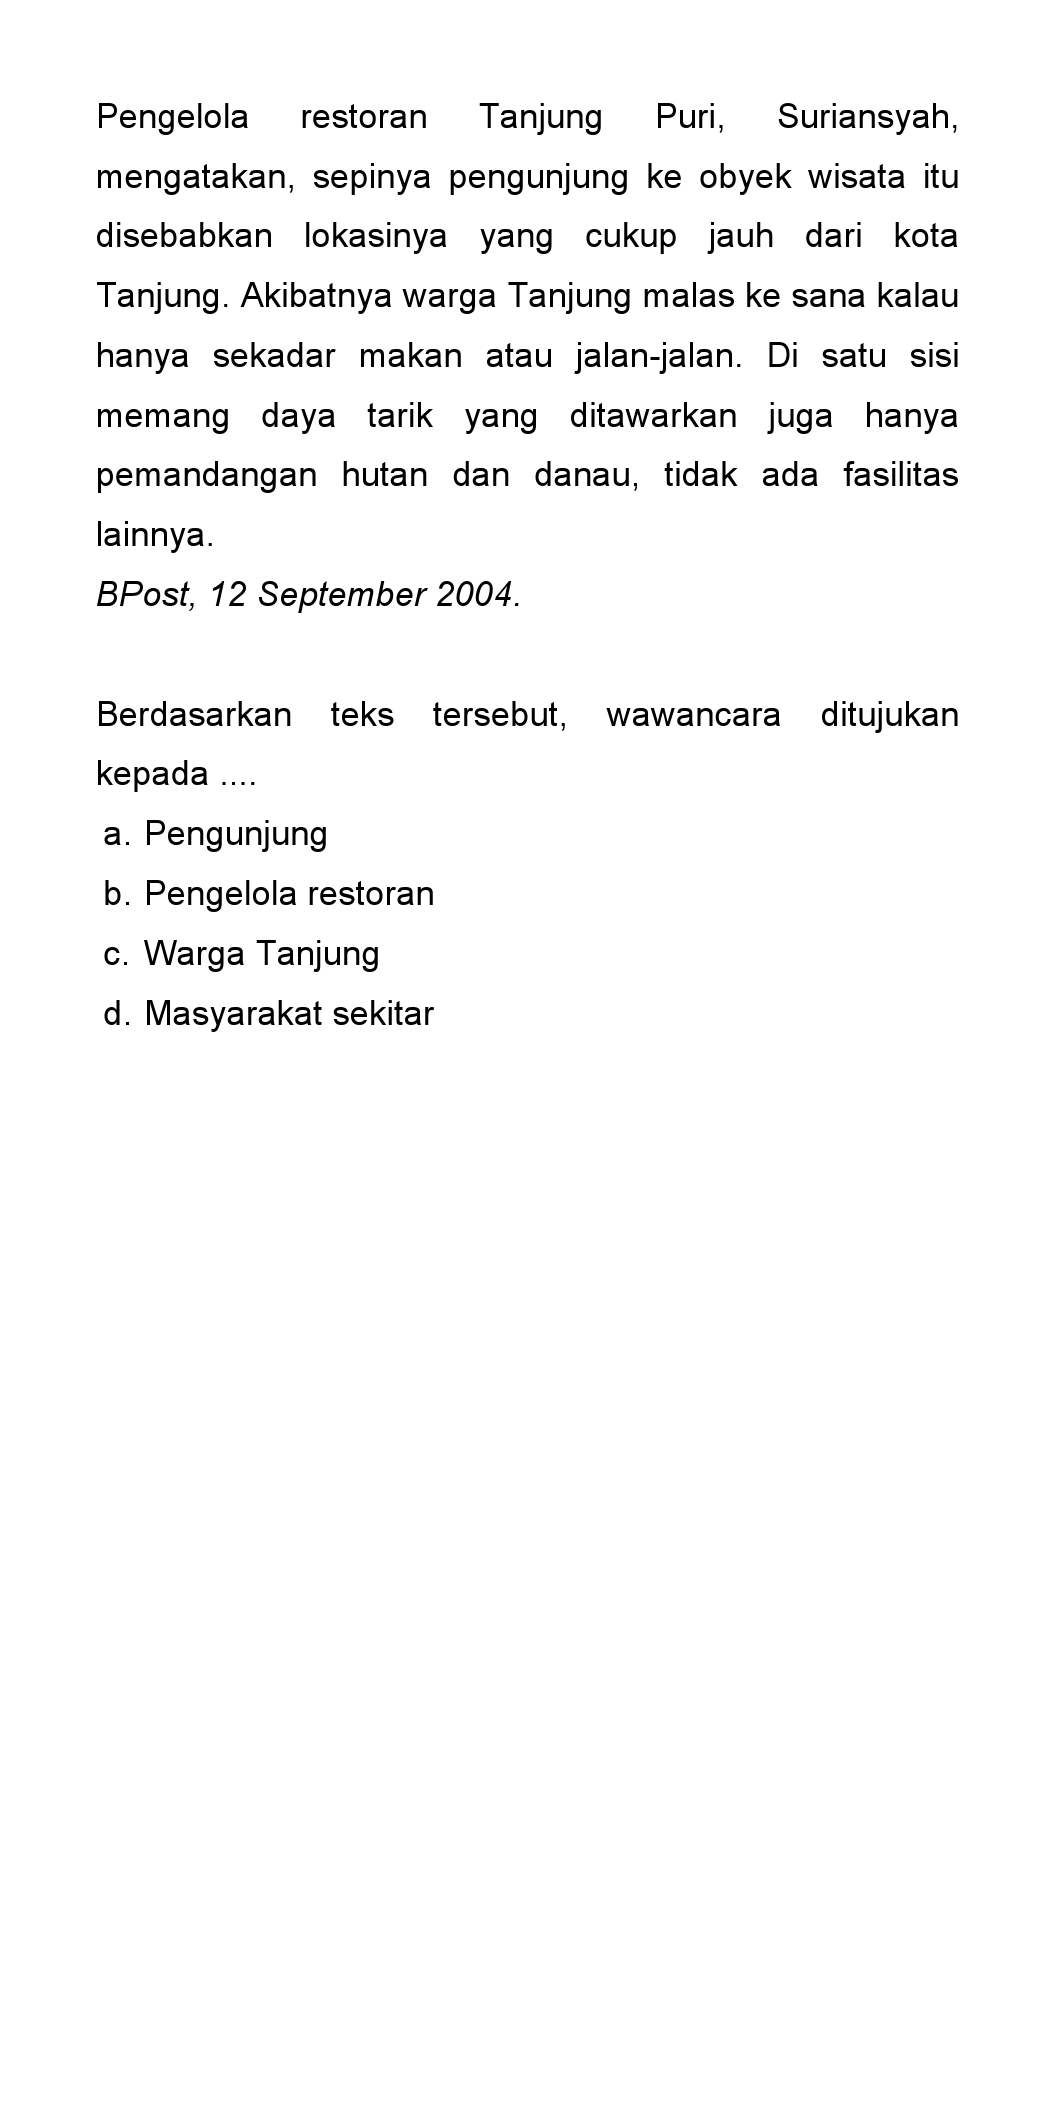 Pengelola restoran Tanjung Puri, Suriansyah,
mengatakan, sepinya pengunjung ke obyek wisata itu
disebabkan lokasinya yang cukup jauh dari kota
Tanjung. Akibatnya warga Tanjung malas ke sana kalau
hanya sekadar makan atau jalan-jalan. Di satu sisi
memang daya tarik yang ditawarkan juga hanya
pemandangan hutan dan danau, tidak ada fasilitas
lainnya.
BPost, 12 September 2004.
Berdasarkan teks tersebut, wawancara ditujukan
kepada ....
a. Pengunjung
b. Pengelola restoran
c. Warga Tanjung
d. Masyarakat sekitar